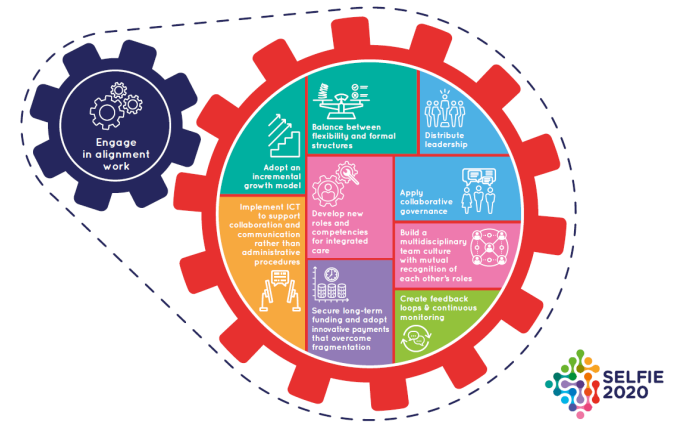 Engage
in alignment
work
Adopt an
incremental
growth model
Balance between
flexibility and formal
structures
Distribute
leadership
Implement ICT
to support
collaboration and
communication
rather than
administrative
procedures
Develop new
roles and
competencies
for integrated
care
Apply
collaborative
governance
Build a
multidisciplinary
team culture
with mutual
recognition of
each other's roles
Secure long-term
funding and adopt
innovative payments
that overcome
fragmentation
Create feedback
loops & continuous
monitoring
SELFIE
2020